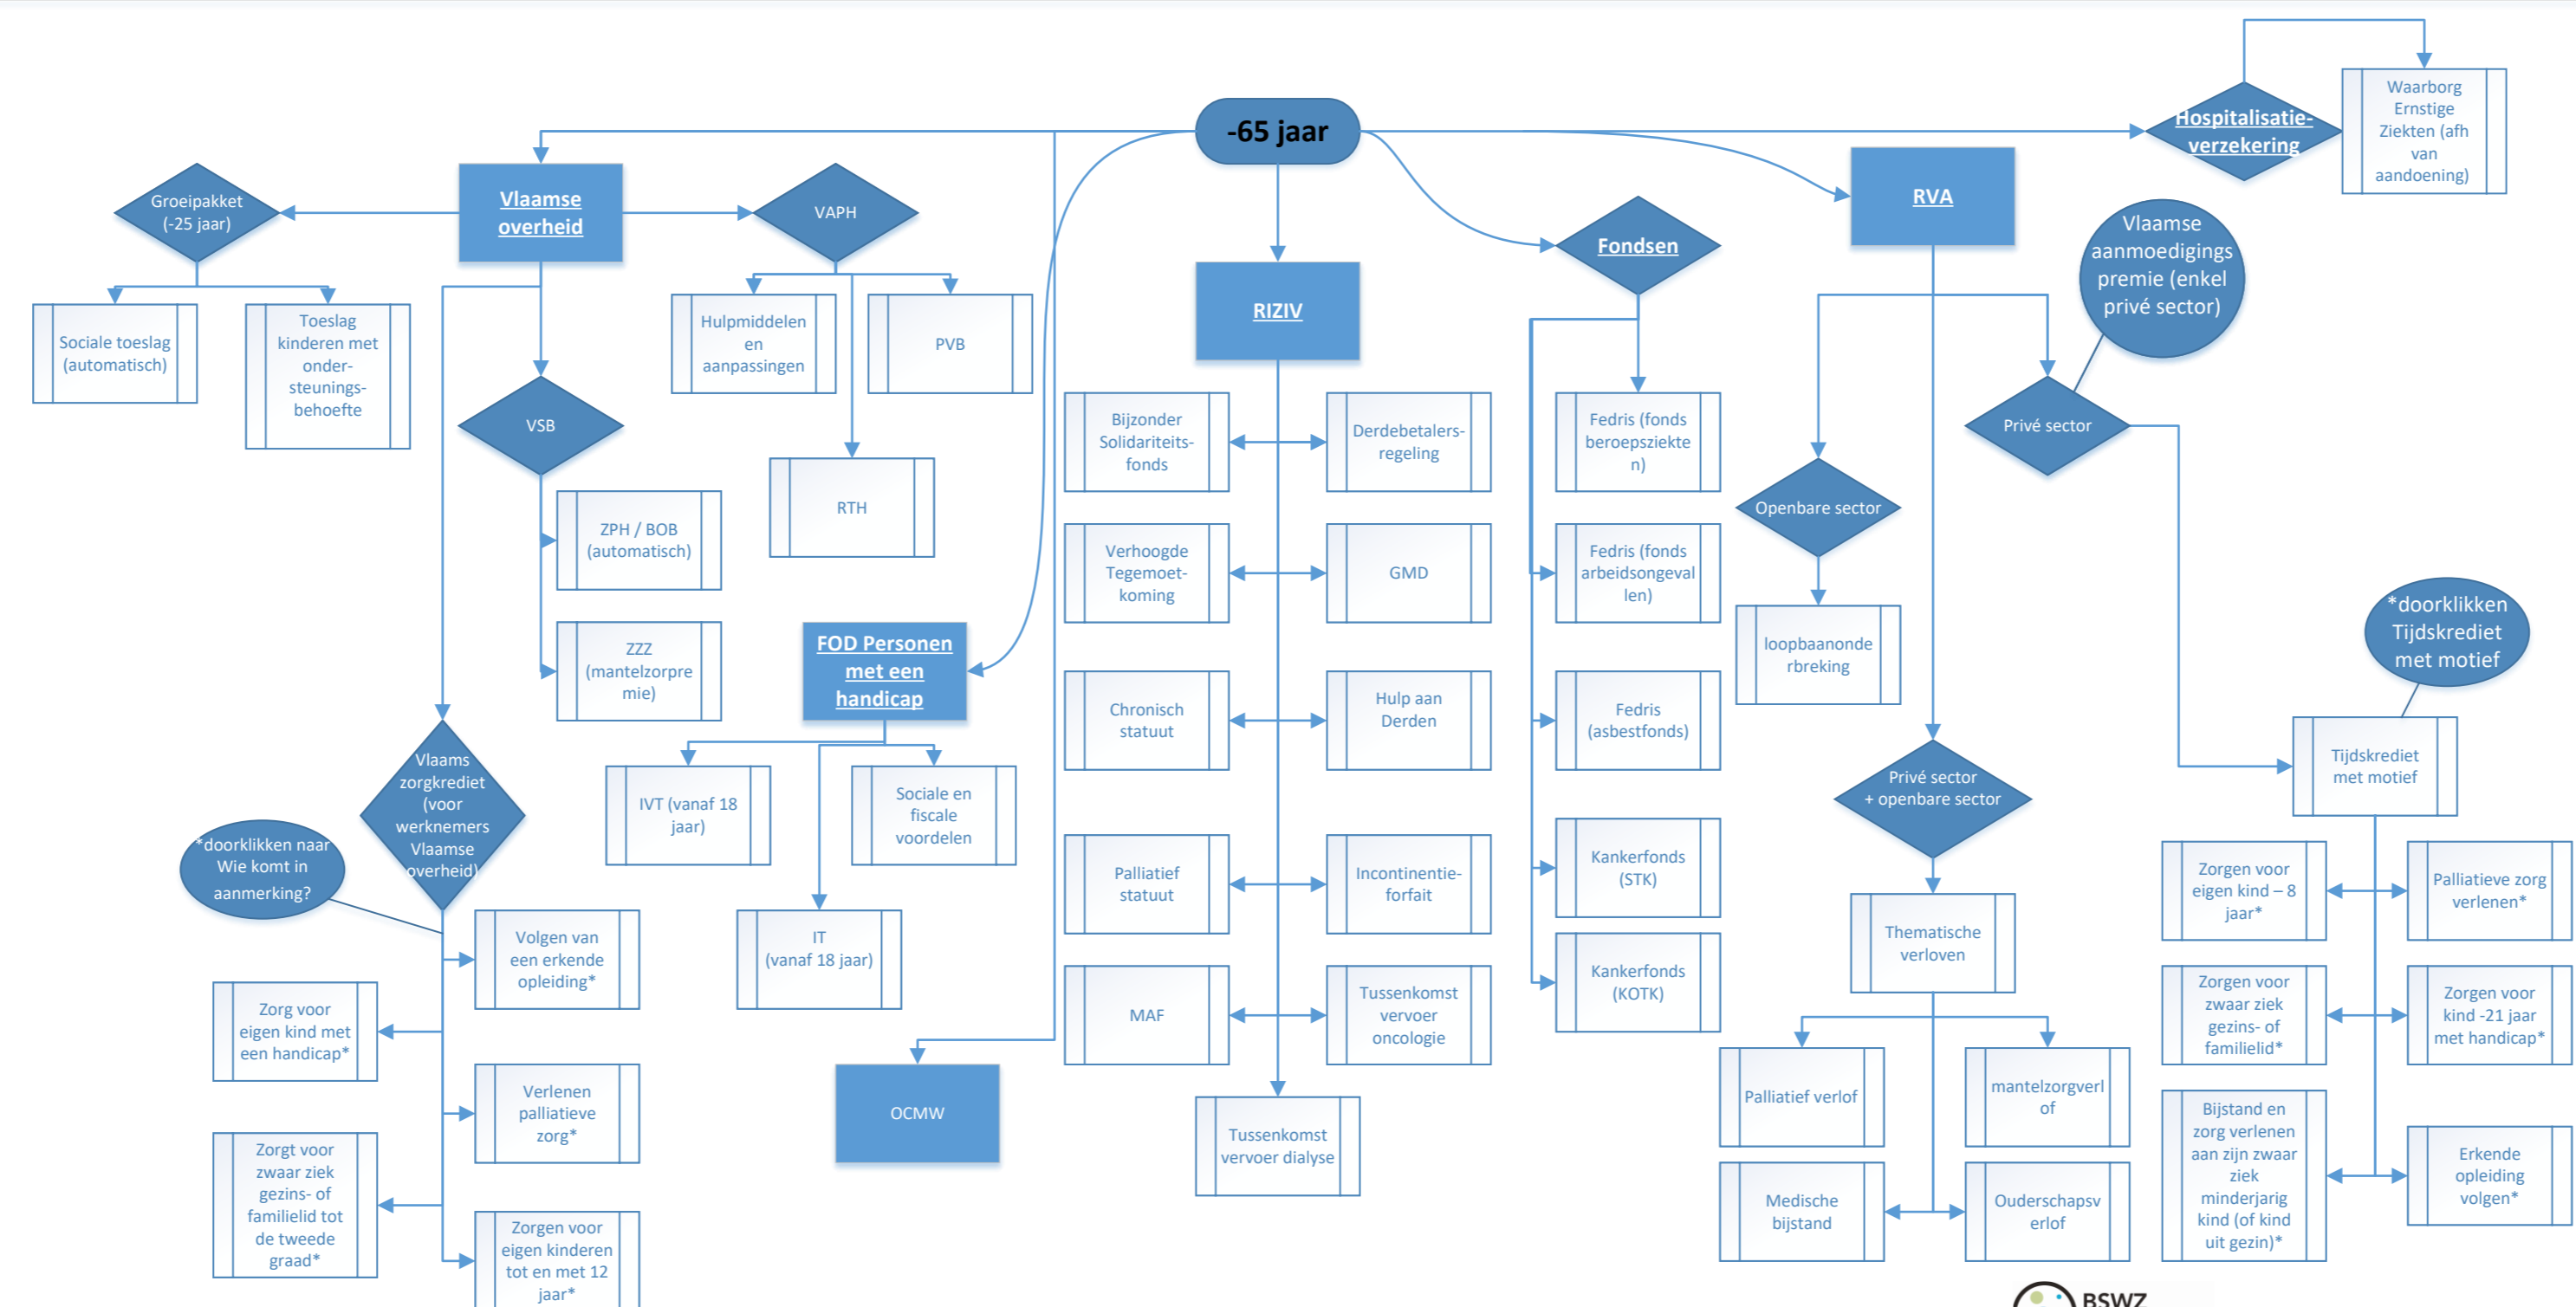 -65 jaar
Hospitalisatie-
verzekering
Waarborg
Ernstige
Ziekten (afh
van
aandoening)
Groeipakket
(-25 jaar)
Sociale toeslag
(automatisch)
Toeslag
kinderen met
onder-
steunings-
behoefte
Vlaamse
overheid
VAPH
Hulpmiddelen
en
aanpassingen
PVB
RTH
VSB
ZPH / BOB
(automatisch)
ZZZ
(mantelzorpre
mie)
Vlaams
zorgkrediet
(voor
werknemers
Vlaamse
overheid)
*doorklikken naar
Wie komt in
aanmerking?
Volgen van
een erkende
opleiding*
Zorg voor
eigen kind met
een handicap*
Verlenen
palliatieve
zorg*
Zorgt voor
zwaar ziek
gezins- of
familielid tot
de tweede
graad*
Zorgen voor
eigen kinderen
tot en met 12
jaar*
FOD Personen
met een
handicap
IVT (vanaf 18
jaar)
Sociale en
fiscale
voordelen
IT
(vanaf 18 jaar)
OCMW
RIZIV
Bijzonder
Solidariteits-
fonds
Derdebetalers-
regeling
Verhoogde
Tegemoet-
koming
GMD
Chronisch
statuut
Hulp aan
Derden
Palliatief
statuut
Incontinentie-
forfait
MAF
Tussenkomst
vervoer
oncologie
Tussenkomst
vervoer dialyse
Fondsen
Fedris (fonds
beroepsziekte
n)
Fedris (fonds
arbeidsongeval
len)
Fedris
(asbestfonds)
Kankerfonds
(STK)
Kankerfonds
(KOTK)
RVA
Vlaamse
aanmoedigings
premie (enkel
privé sector)
Privé sector
Openbare sector
loopbaanonde
rbreking
Privé sector
+ openbare sector
Thematische
verloven
Palliatief verlof
mantelzorgverl
of
Medische
bijstand
Ouderschapsv
erlof
*doorklikken
Tijdskrediet
met motief
Tijdskrediet
met motief
Zorgen voor
eigen kind – 8
jaar*
Palliatieve zorg
verlenen*
Zorgen voor
zwaar ziek
gezins- of
familielid*
Zorgen voor
kind -21 jaar
met handicap*
Bijstand en
zorg verlenen
aan zijn zwaar
ziek
minderjarig
kind (of kind
uit gezin)*
Erkende
opleiding
volgen*
BSWZ